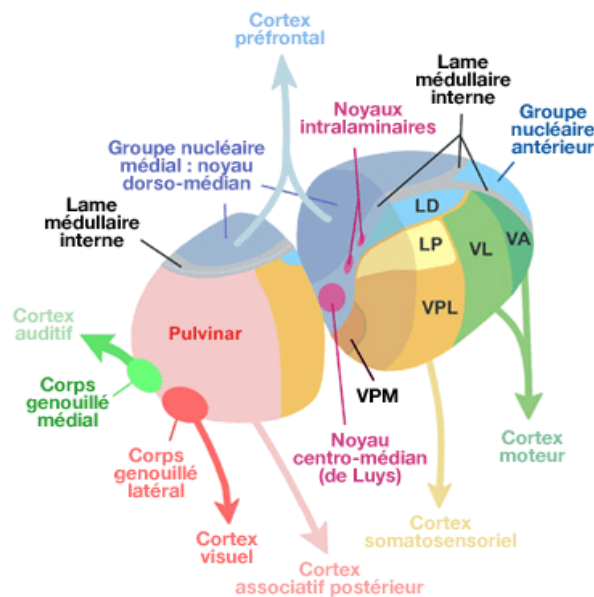 Cortex
préfrontal
Lame
médullaire
interne
Noyaux
intralaminaires
Groupe
nucléaire
antérieur
Groupe nucléaire
médial : noyau
dorso-médian
Lame
médullaire
interne
LD
LP
VL
VA
VPL
Pulvinar
Cortex
auditif
VPM
Corps
genouillé
médial
Corps
genouillé
latéral
Noyau
centro-médian
(de Luys)
Cortex
moteur
Cortex
visuel
Cortex
somatosensoriel
Cortex
associatif postérieur